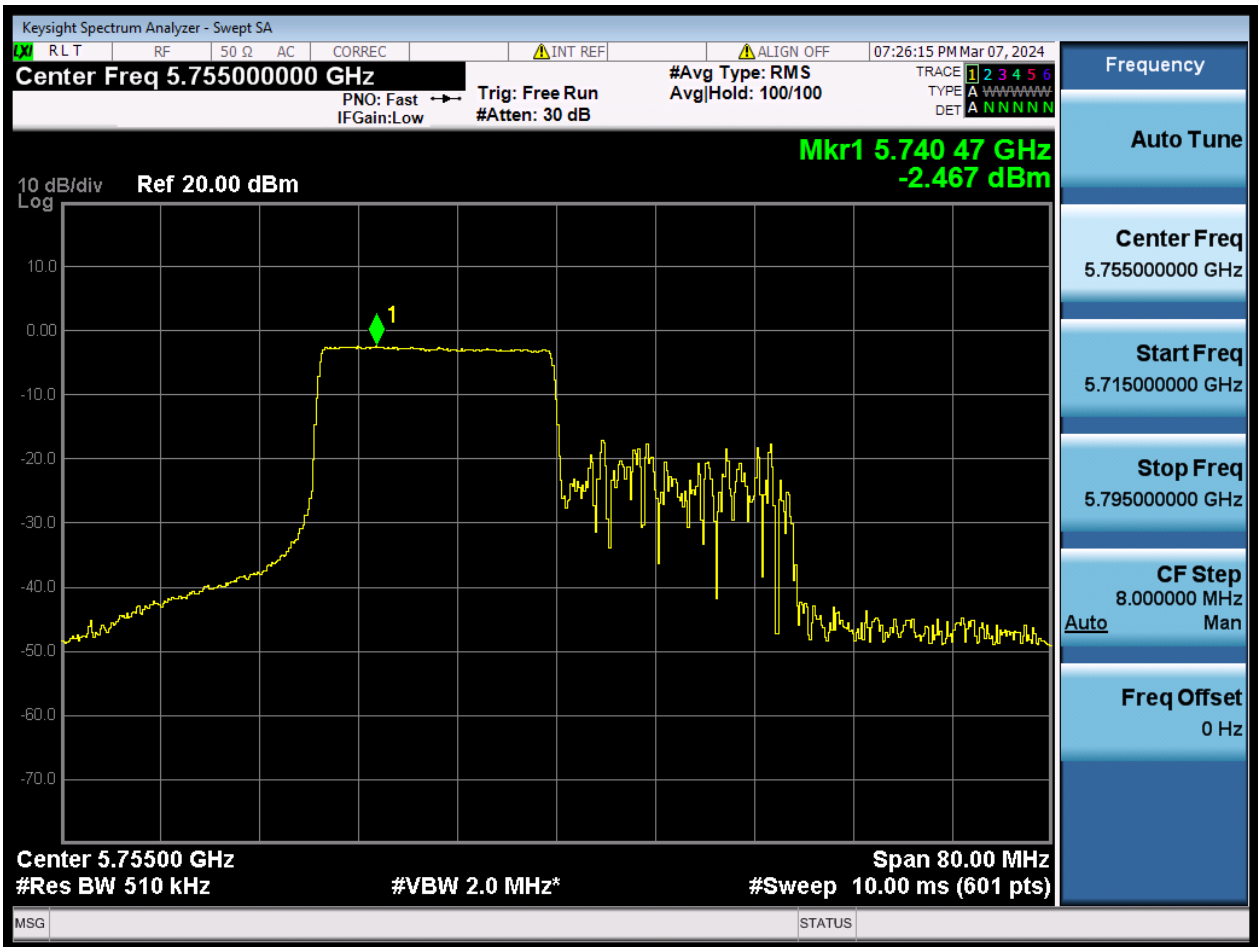 Keysight Spectrum Analyzer - Swept SA
LXI RLT RF 50 Ω AC CORREC INT REF ALIGN OFF 07:26:15 PM Mar 07, 2024
Center Freq 5.755000000 GHz
PNO: Fast
IFGain:Low
Trig: Free Run
#Atten: 30 dB
#Avg Type: RMS
Avg|Hold: 100/100
TRACE 1 2 3 4 5 6
TYPE A WWWWW
DET A N N N N N
Mkr1 5.740 47 GHz
-2.467 dBm
10 dB/div Ref 20.00 dBm
Log
1
10.0
0.00
-10.0
-20.0
-30.0
-40.0
-50.0
-60.0
-70.0
Center 5.75500 GHz Span 80.00 MHz
#Res BW 510 kHz #VBW 2.0 MHz* #Sweep 10.00 ms (601 pts)
MSG STATUS
Frequency
Auto Tune
Center Freq
5.755000000 GHz
Start Freq
5.715000000 GHz
Stop Freq
5.795000000 GHz
CF Step
8.000000 MHz
Auto Man
Freq Offset
0 Hz